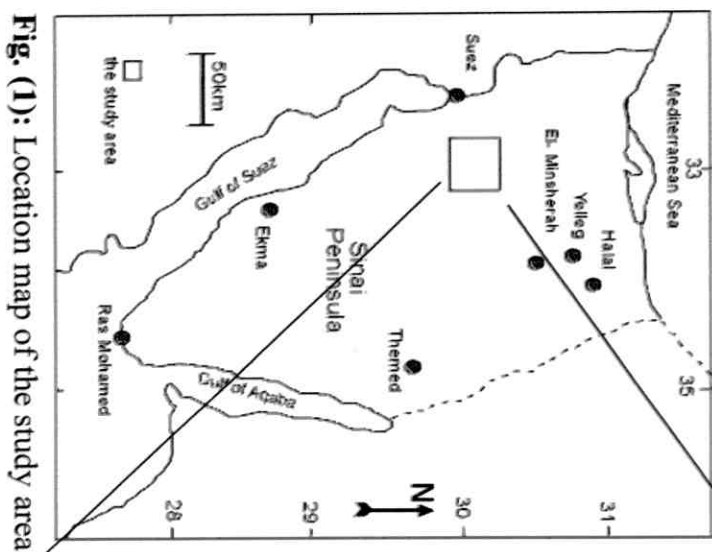 33
35
Mediterranean Sea
31
30
29
28
N
Halal
Yelleg
El. Minsherah
Suez
Themed
Sinai
Peninsula
Ekma
Gulf of Suez
Gulf of Aqaba
Ras Mohamed
50km
the study area
Fig. (1): Location map of the study area